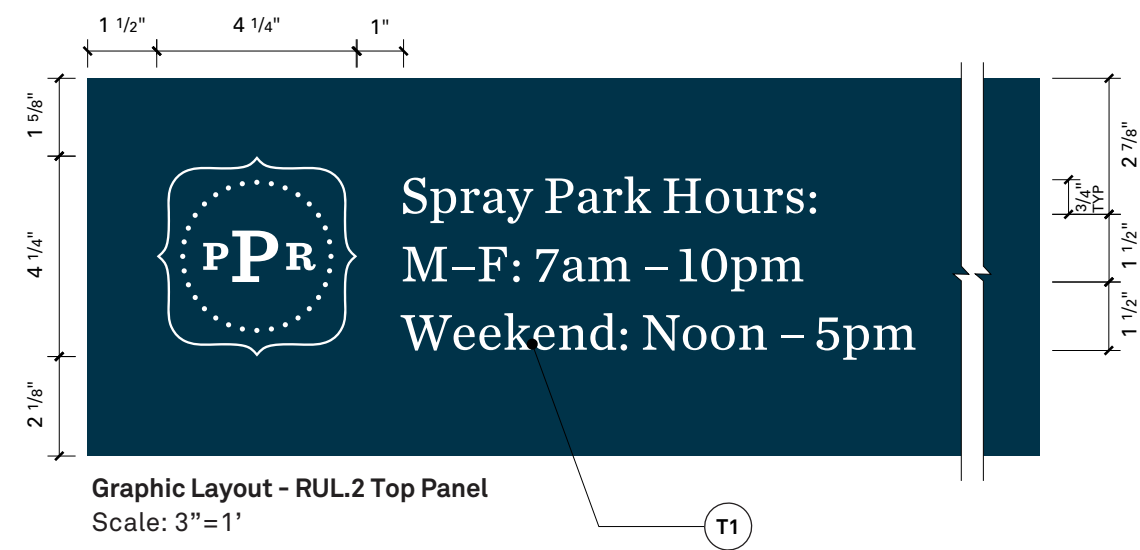 1 1/2" 4 1/4" 1"
1 5/8"
4 1/4"
2 1/8"
PPR
Spray Park Hours:
M–F: 7am – 10pm
Weekend: Noon – 5pm
2 7/8"
3/4"
TYP
1 1/2"
1 1/2"
Graphic Layout - RUL.2 Top Panel
Scale: 3”=1’
T1